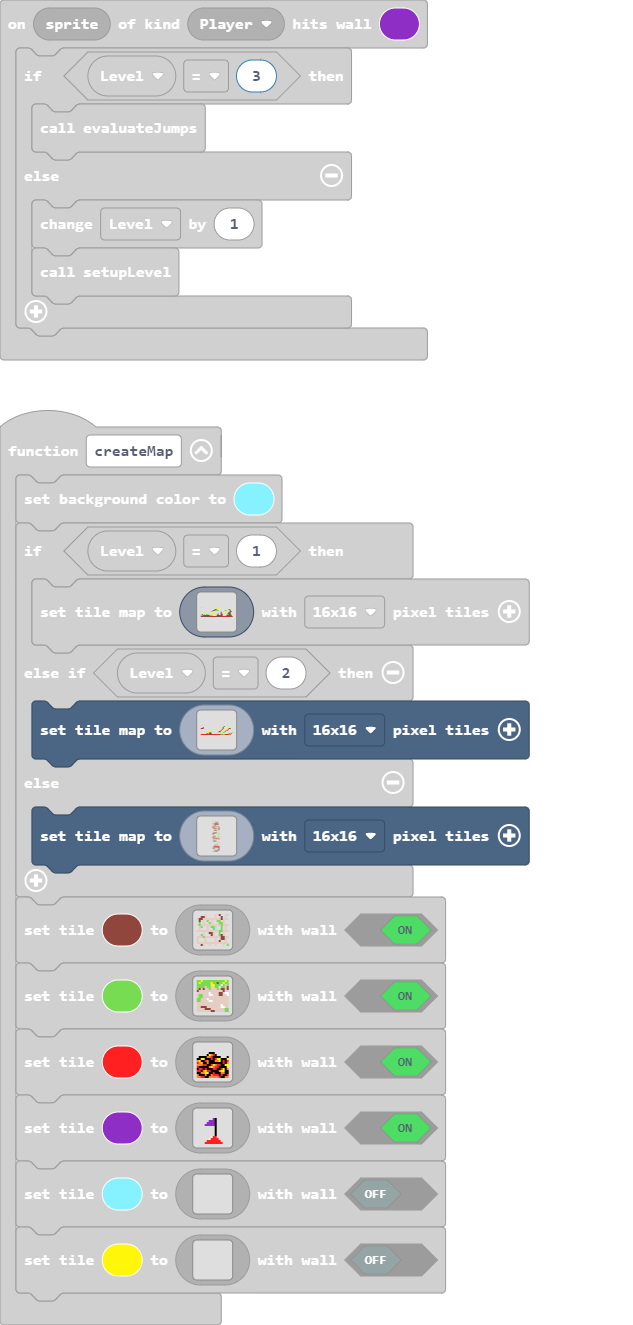 on sprite of kind Player hits wall
if Level = 3 then
call evaluateJumps
else
change Level by 1
call setupLevel
function createMap
set background color to
if Level = 1 then
set tile map to with 16x16 pixel tiles
else if Level = 2 then
set tile map to with 16x16 pixel tiles
else
set tile map to with 16x16 pixel tiles
set tile to with wall ON
set tile to with wall ON
set tile to with wall ON
set tile to with wall ON
set tile to with wall OFF
set tile to with wall OFF